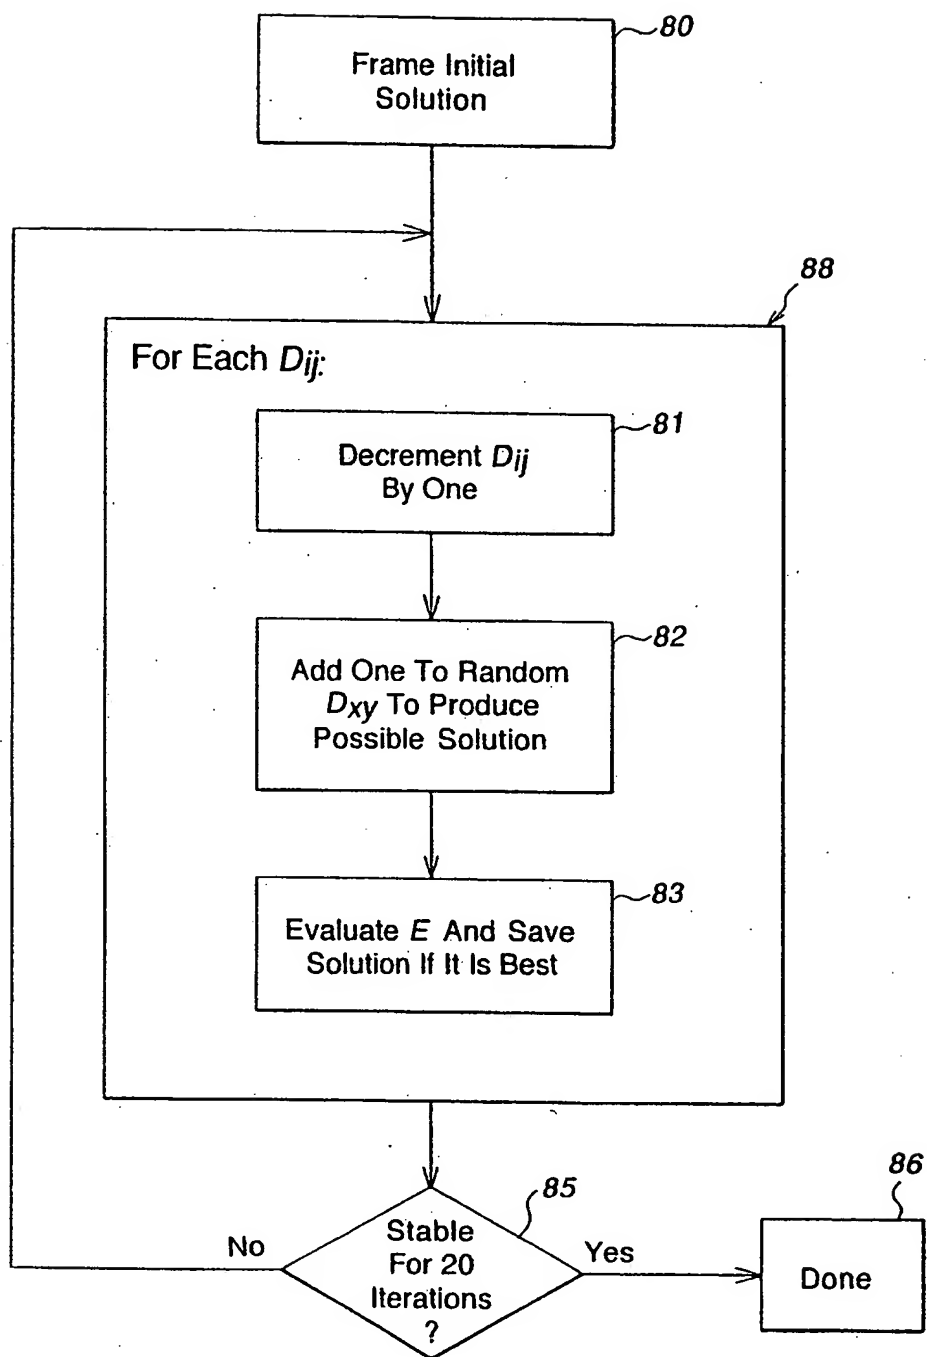 80
Frame Initial
Solution
88
For Each Dij:
81
Decrement Dij
By One
82
Add One To Random
Dxy To Produce
Possible Solution
83
Evaluate E And Save
Solution If It Is Best
85
Stable
For 20
Iterations
?
No
Yes
86
Done